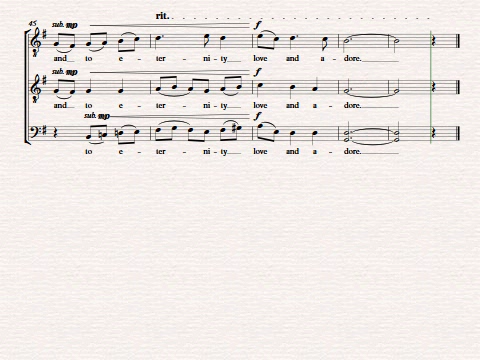 rit.
45 sub. mp f
and to e - ter - ni - ty love and a - dore.
sub. mp f
and to e - ter - ni - ty love and a - dore.
sub. mp f
to e - ter - ni - ty love and a - dore.